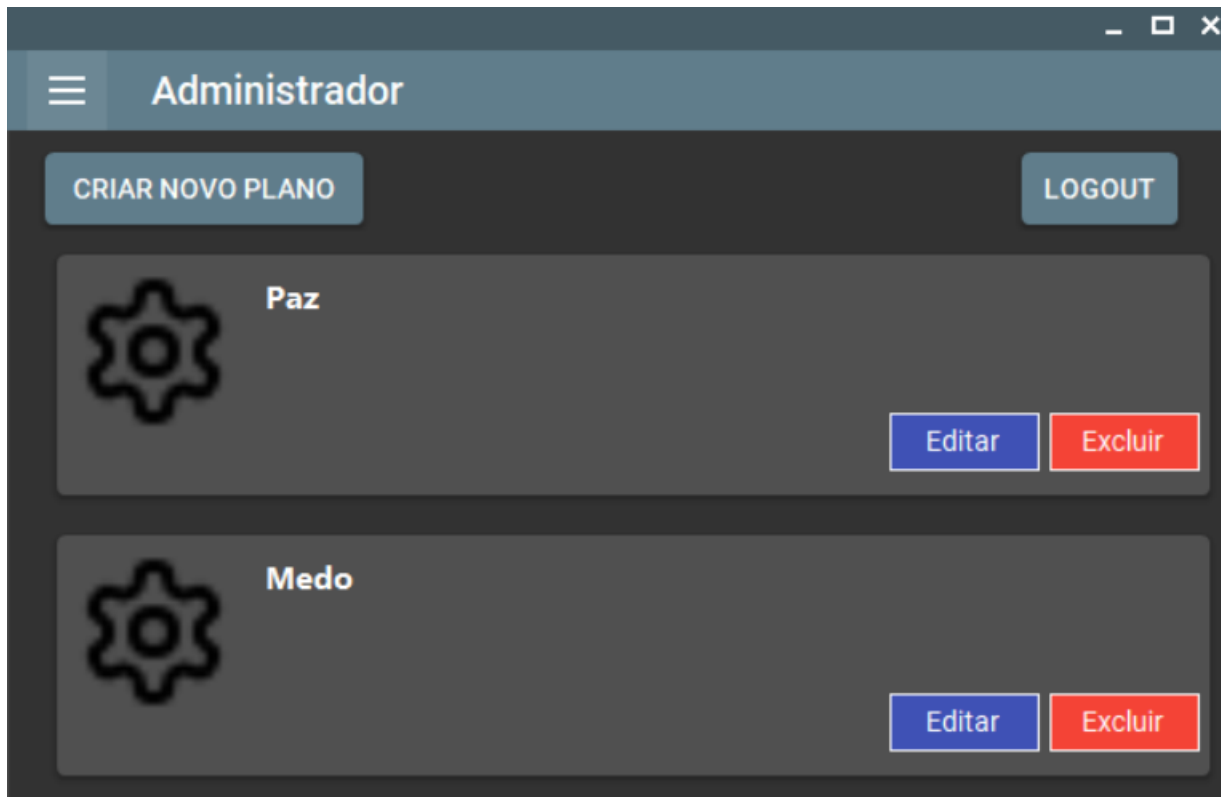 Administrador
CRIAR NOVO PLANO
LOGOUT
Paz
Editar
Excluir
Medo
Editar
Excluir